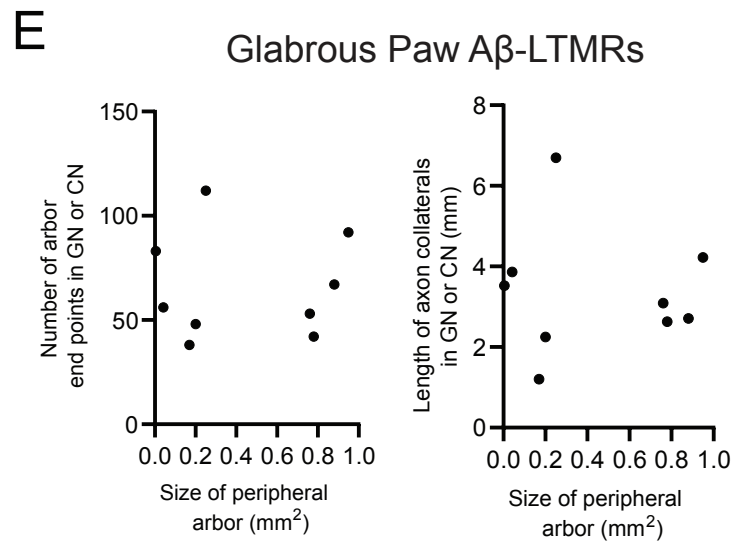 E
Glabrous Paw Aβ-LTMRs
Number of arbor
end points in GN or CN
150
100
50
0
0.0 0.2 0.4 0.6 0.8 1.0
Size of peripheral
arbor (mm²)
Length of axon collaterals
in GN or CN (mm)
8
6
4
2
0
0.0 0.2 0.4 0.6 0.8 1.0
Size of peripheral
arbor (mm²)